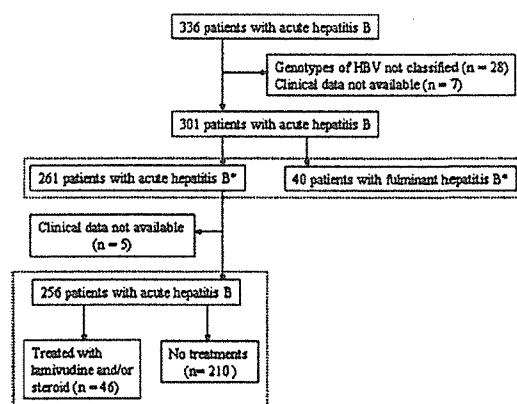 336 patients with acute hepatitis B
Genotypes of HBV not classified (n = 28)
Clinical data not available (n = 7)
301 patients with acute hepatitis B
261 patients with acute hepatitis B*
40 patients with fulminant hepatitis B*
Clinical data not available
(n = 5)
256 patients with acute hepatitis B
Treated with
lamivudine and/or
steroid (n = 46)
No treatments
(n= 210)